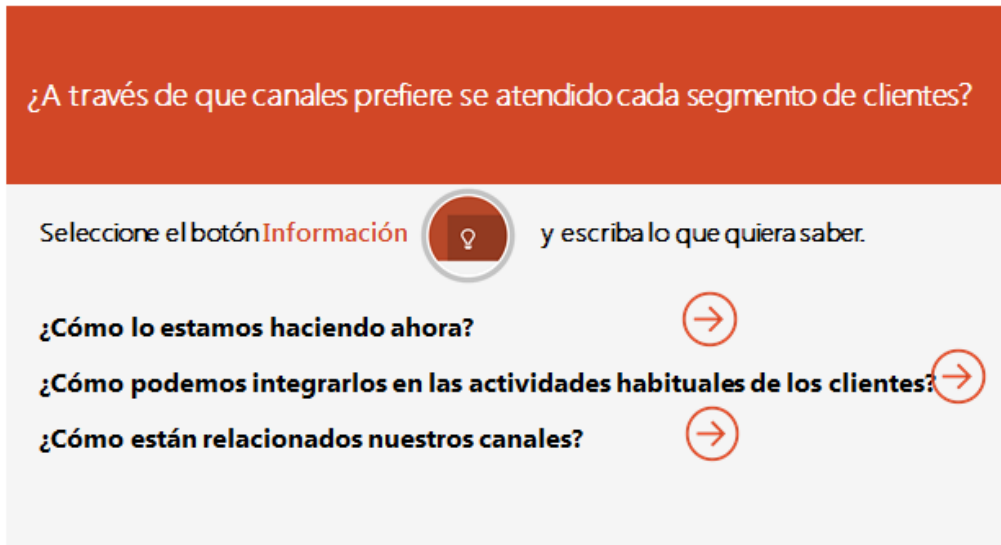 ¿A través de que canales prefiere se atendido cada segmento de clientes?
Seleccione el botón Información y escriba lo que quiera saber.
¿Cómo lo estamos haciendo ahora?
¿Cómo podemos integrarlos en las actividades habituales de los clientes?
¿Cómo están relacionados nuestros canales?